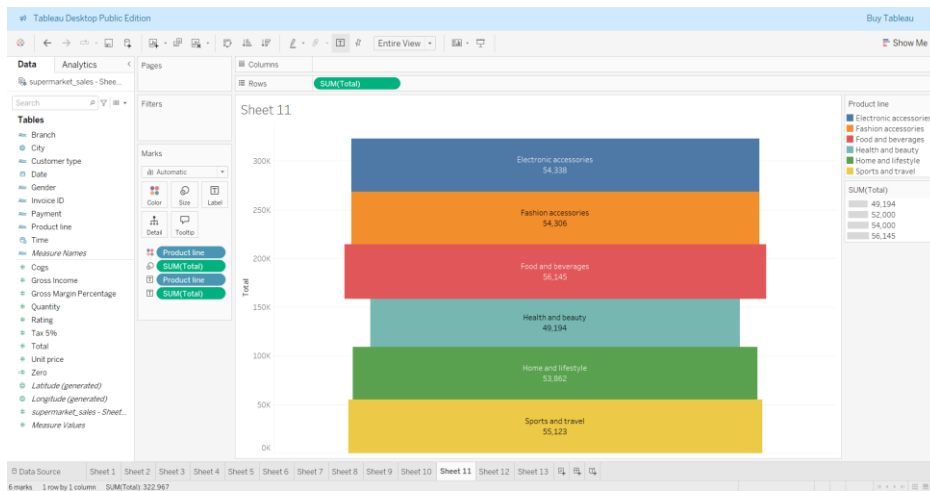 Tableau Desktop Public Edition
Buy Tableau
Entire View
Show Me
Data Analytics
Pages
Columns
supermarket_sales - Shee...
Rows
SUM(Total)
Search
Filters
Sheet 11
Product line
Electronic accessories
Fashion accessories
Food and beverages
Health and beauty
Home and lifestyle
Sports and travel
Tables
Abc Branch
City
Abc Customer type
Date
Abc Gender
Abc Invoice ID
Abc Payment
Abc Product line
Time
Abc Measure Names
Cogs
Gross Income
Gross Margin Percentage
Quantity
Rating
Tax 5%
Total
Unit price
Zero
Latitude (generated)
Longitude (generated)
supermarket_sales - Sheet...
Measure Values
Marks
Automatic
Color Size Label
Detail Tooltip
Product line
SUM(Total)
Product line
SUM(Total)
SUM(Total)
49,194
52,000
54,000
56,145
Total
300K
250K
200K
150K
100K
50K
0K
Electronic accessories
54,338
Fashion accessories
54,306
Food and beverages
56,145
Health and beauty
49,194
Home and lifestyle
53,862
Sports and travel
55,123
Data Source Sheet 1 Sheet 2 Sheet 3 Sheet 4 Sheet 5 Sheet 6 Sheet 7 Sheet 8 Sheet 9 Sheet 10 Sheet 11 Sheet 12 Sheet 13
6 marks 1 row by 1 column SUM(Total): 322,967